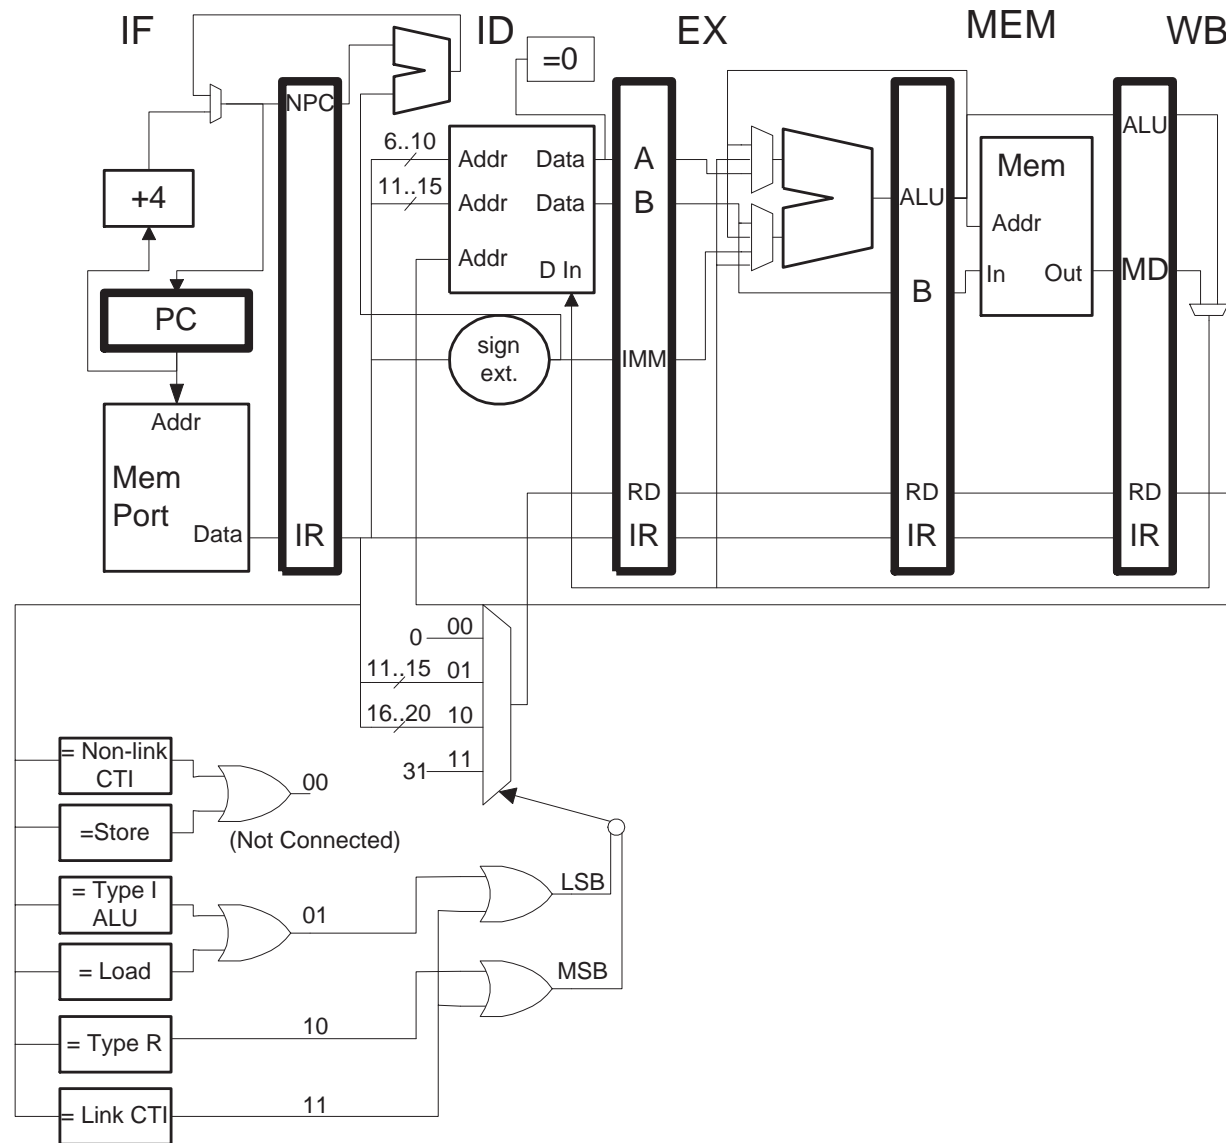 IF
ID
EX
MEM
WB
=0
NPC
6..10
Addr
Data
A
ALU
Mem
+4
11..15
Addr
Data
B
ALU
Addr
Addr
D In
PC
B
In
Out
MD
sign
ext.
IMM
Addr
Mem
Port
Data
IR
RD
IR
RD
IR
RD
IR
0
00
11..15
01
16..20
10
31
11
= Non-link
CTI
00
=Store
(Not Connected)
= Type I
ALU
01
LSB
= Load
MSB
= Type R
10
= Link CTI
11